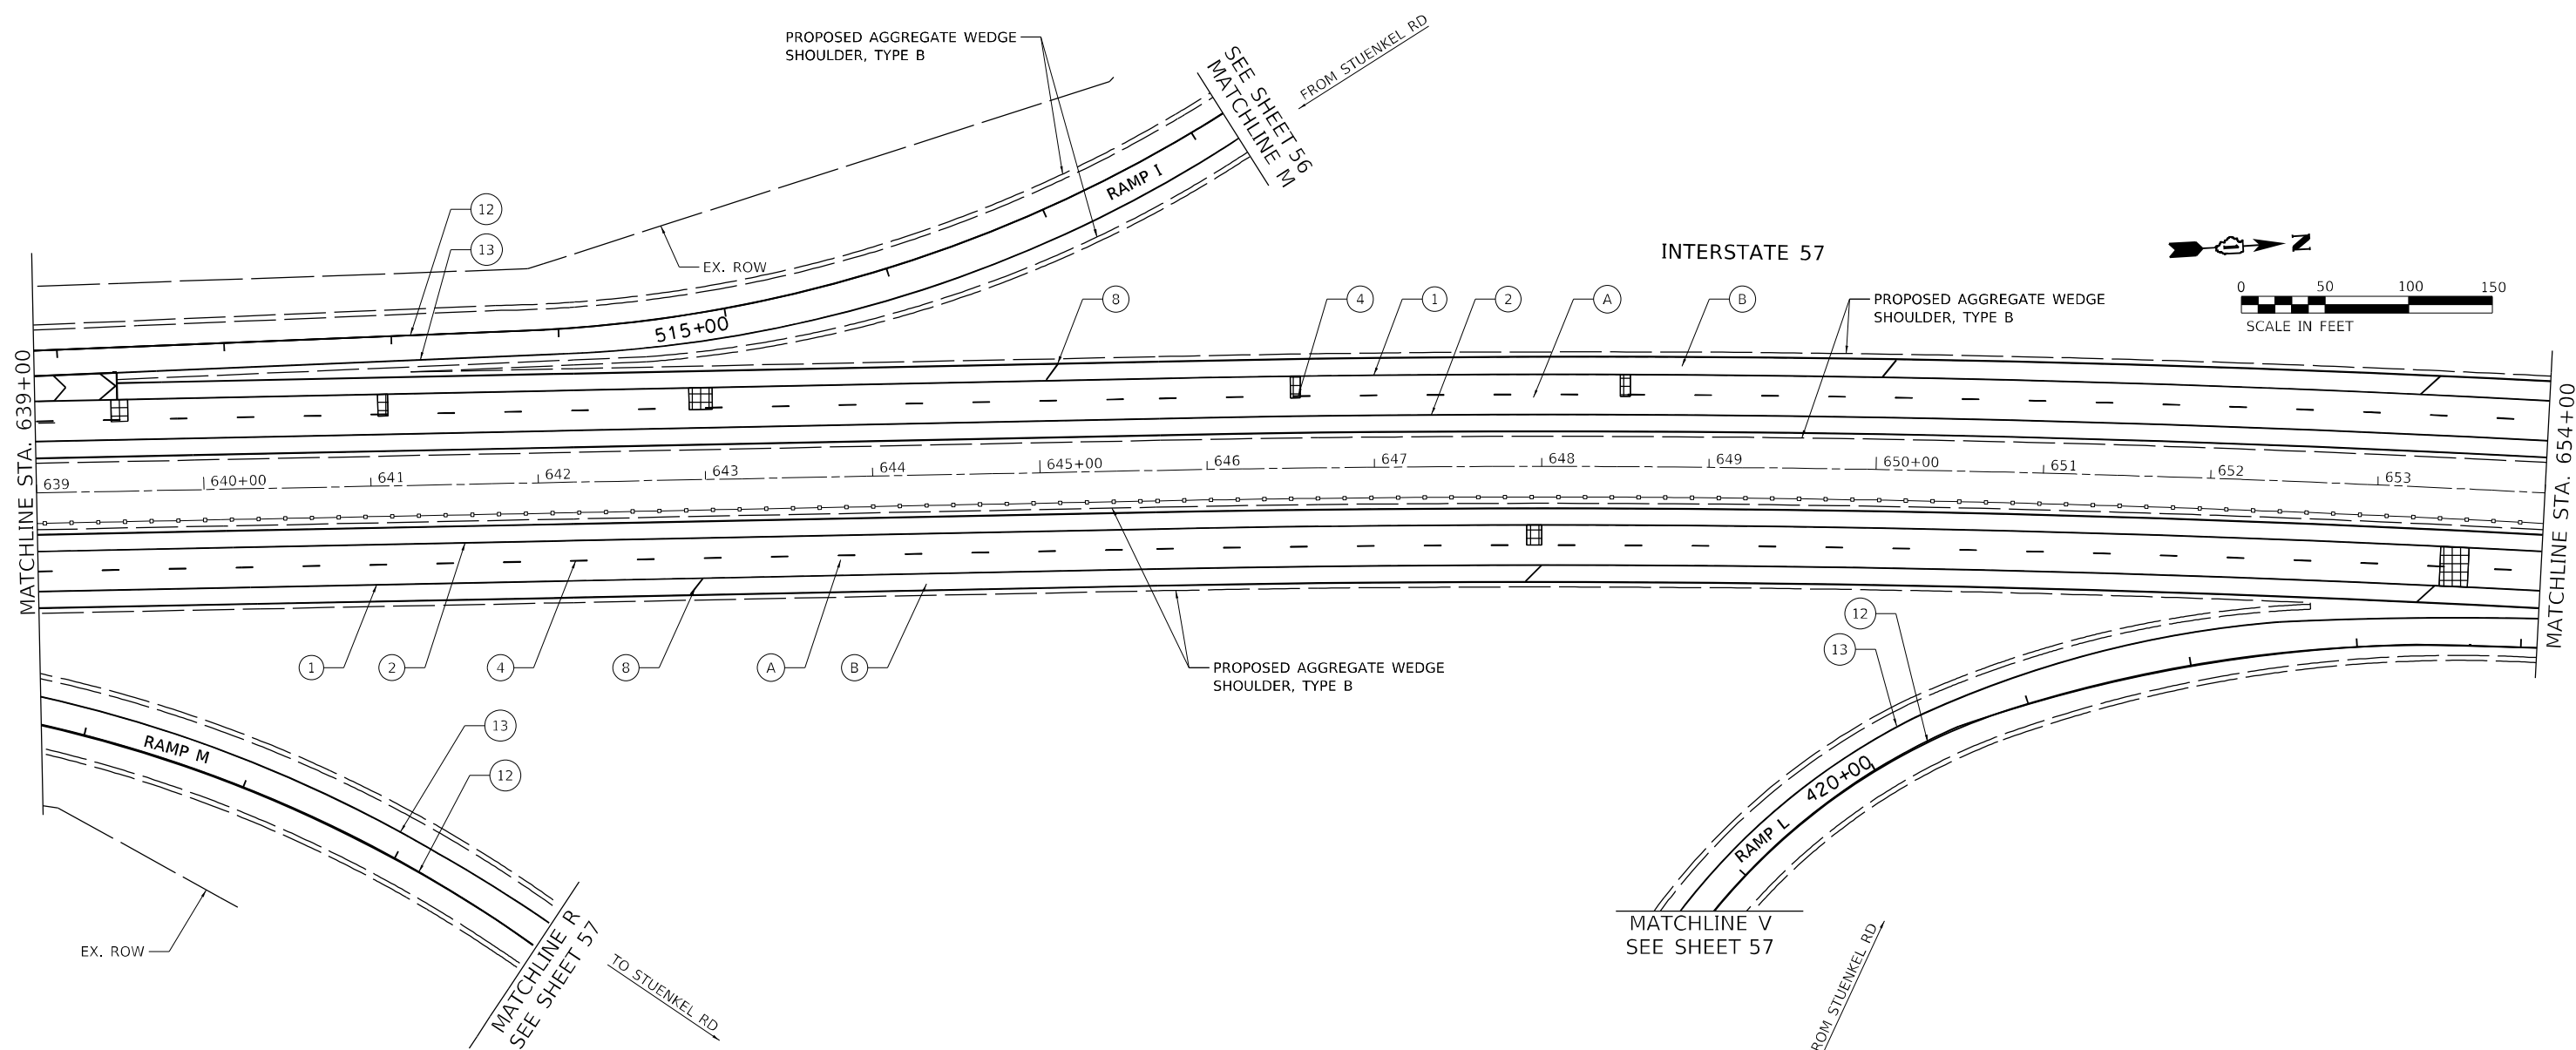 PROPOSED AGGREGATE WEDGE
SHOULDER, TYPE B
FROM STUENKEL RD
SEE SHEET 56
MATCHLINE M
RAMP I
12
13
EX. ROW
515+00
INTERSTATE 57
N
8
4
1
2
A
B
PROPOSED AGGREGATE WEDGE
SHOULDER, TYPE B
0 50 100 150
SCALE IN FEET
MATCHLINE STA. 639+00
MATCHLINE STA. 654+00
639 640+00 641 642 643 644 645+00 646 647 648 649 650+00 651 652 653
1
2
4
8
A
B
PROPOSED AGGREGATE WEDGE
SHOULDER, TYPE B
12
13
13
12
RAMP M
EX. ROW
MATCHLINE R
SEE SHEET 57
TO STUENKEL RD
420+00
RAMP L
MATCHLINE V
SEE SHEET 57
ROM STUENKEL RD